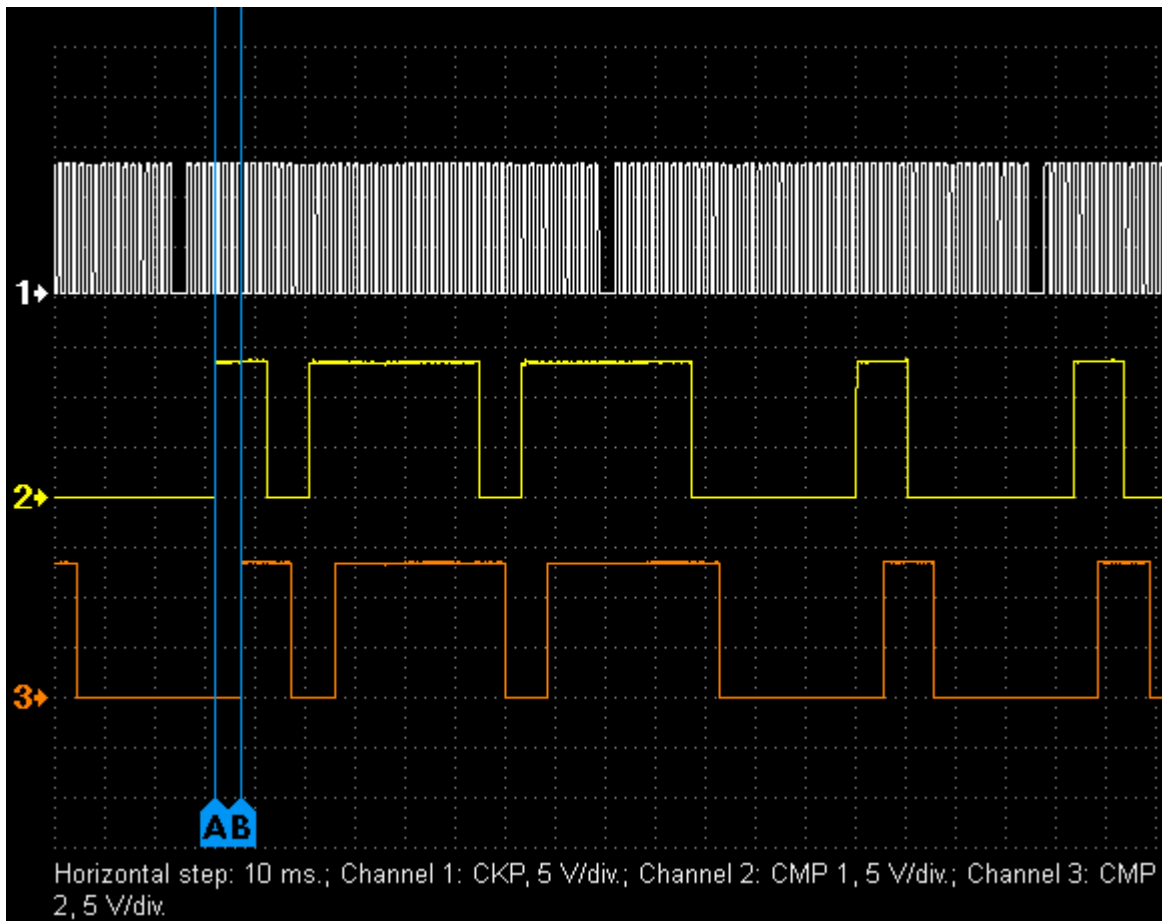 1
2
3
A B
Horizontal step: 10 ms.; Channel 1: CKP, 5 V/div.; Channel 2: CMP 1, 5 V/div.; Channel 3: CMP
2, 5 V/div.